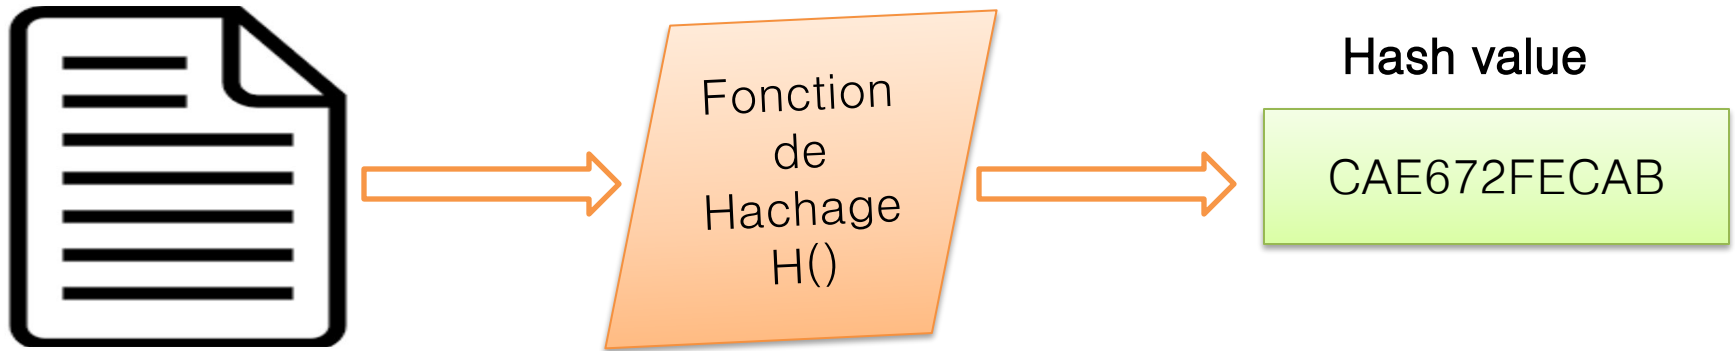 Fonction
de
Hachage
H()
Hash value
CAE672FECAB